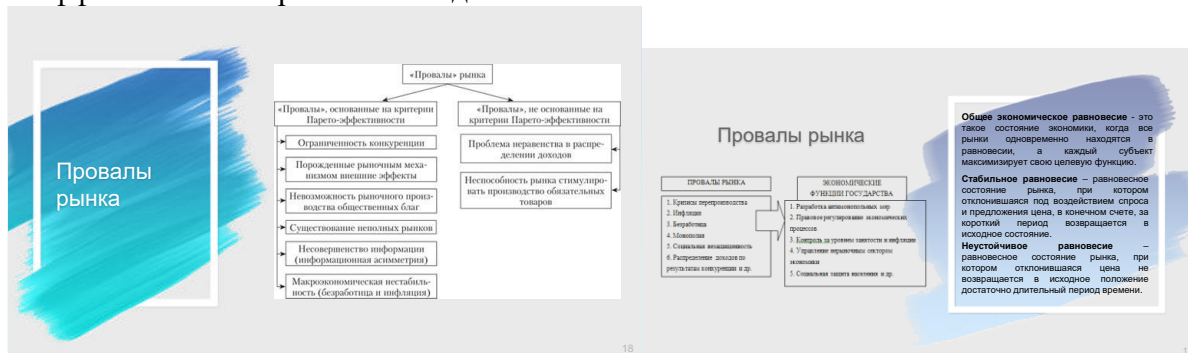 Провалы
рынка
«Провалы» рынка
«Провалы», основанные на критерии
Парето-эффективности
Ограниченность конкуренции
Порожденные рыночным меха-
низмом внешние эффекты
Невозможность рыночного произ-
водства общественных благ
Существование неполных рынков
Несовершенство информации
(информационная асимметрия)
Макроэкономическая нестабиль-
ность (безработица и инфляция)
«Провалы», не основанные на
критерии Парето-эффективности
Проблема неравенства в распре-
делении доходов
Неспособность рынка стимулиро-
вать производство обязательных
товаров
18
Провалы рынка
ПРОВАЛЫ РЫНКА
1. Кризисы перепроизводства
2. Инфляция
3. Безработица
4. Монополия
5. Социальная незащищенность
6. Распределение доходов по
результатам конкуренции и др.
ЭКОНОМИЧЕСКИЕ
ФУНКЦИИ ГОСУДАРСТВА
1. Разработка антимонопольных мер
2. Правовое регулирование экономических
процессов
3. Контроль за уровнем занятости и инфляции
4. Управление нерыночным сектором
экономики
5. Социальная защита населения и др.
Общее экономическое равновесие - это
такое состояние экономики, когда все
рынки одновременно находятся в
равновесии, а каждый субъект
максимизирует свою целевую функцию.
Стабильное равновесие – равновесное
состояние рынка, при котором
отклонившаяся под воздействием спроса
и предложения цена, в конечном счете, за
короткий период возвращается в
исходное состояние.
Неустойчивое равновесие –
равновесное состояние рынка, при
котором отклонившаяся цена не
возвращается в исходное положение
достаточно длительный период времени.